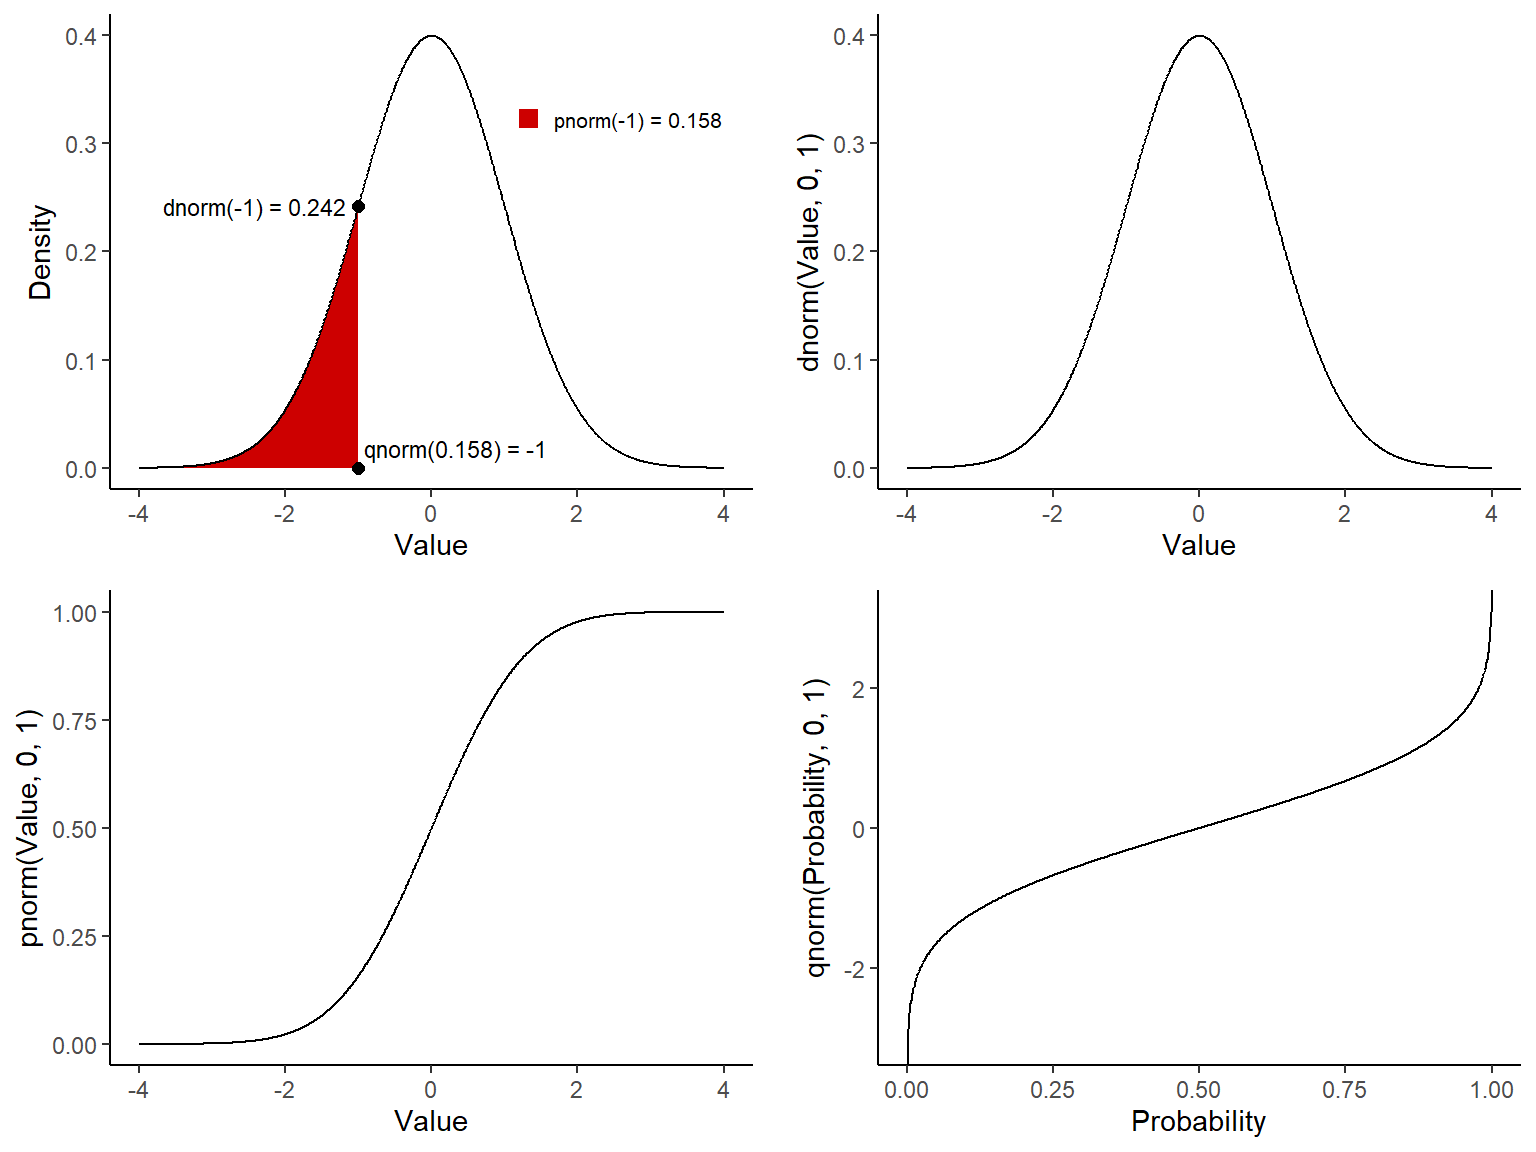 Density
0.4
0.3
0.2
0.1
0.0
pnorm(-1) = 0.158
dnorm(-1) = 0.242
qnorm(0.158) = -1
-4 -2 0 2 4
Value
dnorm(Value, 0, 1)
0.4
0.3
0.2
0.1
0.0
-4 -2 0 2 4
Value
pnorm(Value, 0, 1)
1.00
0.75
0.50
0.25
0.00
-4 -2 0 2 4
Value
qnorm(Probability, 0, 1)
2
0
-2
0.00 0.25 0.50 0.75 1.00
Probability